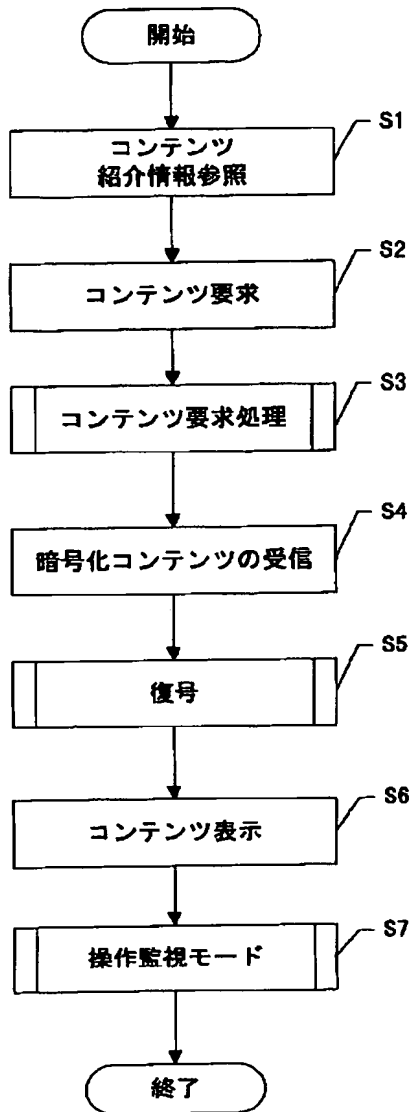 開始
S1
コンテンツ
紹介情報参照
S2
コンテンツ要求
S3
コンテンツ要求処理
S4
暗号化コンテンツの受信
S5
復号
S6
コンテンツ表示
S7
操作監視モード
終了